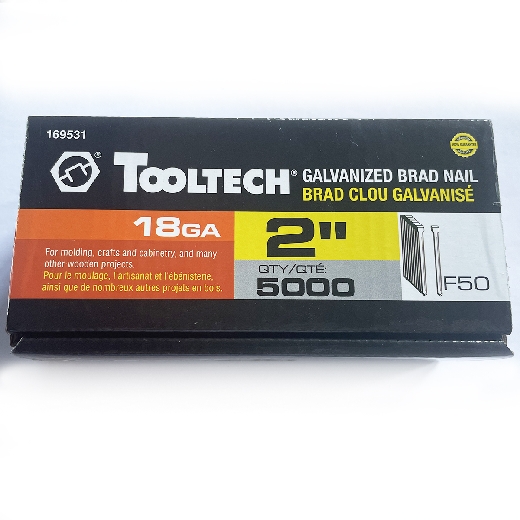 169531
TOOLTECH®
GALVANIZED BRAD NAIL
BRAD CLOU GALVANISÉ
18GA
For molding, crafts and cabinetry, and many
other wooden projects.
Pour le moulage, l'artisanat et l'ébénisterie,
ainsi que de nombreux autres projets en bois.
2"
QTY/QTÉ:
5000
F50